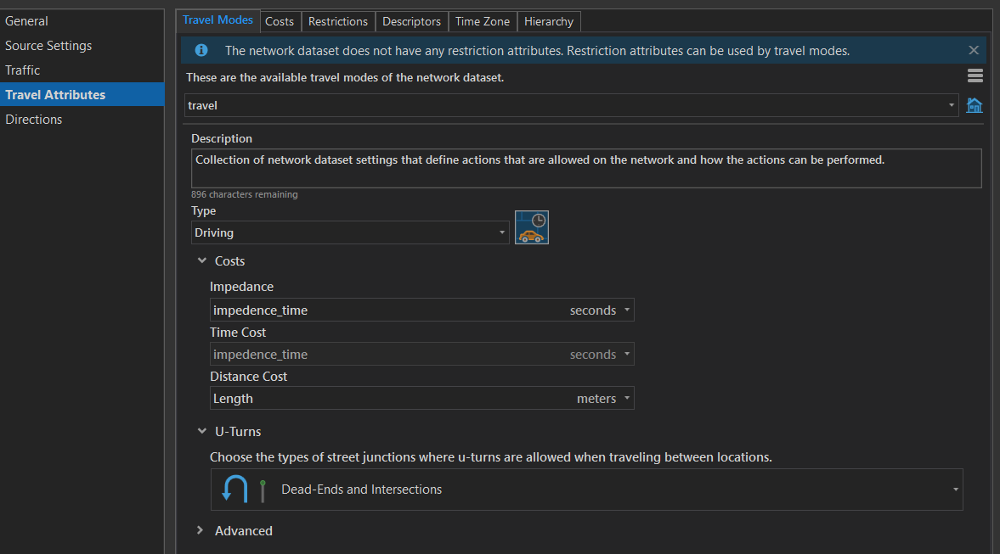 General
Source Settings
Traffic
Travel Attributes
Directions
Travel Modes Costs Restrictions Descriptors Time Zone Hierarchy
The network dataset does not have any restriction attributes. Restriction attributes can be used by travel modes.
These are the available travel modes of the network dataset.
travel
Description
Collection of network dataset settings that define actions that are allowed on the network and how the actions can be performed.
896 characters remaining
Type
Driving
Costs
Impedance
impedence_time seconds
Time Cost
impedence_time seconds
Distance Cost
Length meters
U-Turns
Choose the types of street junctions where u-turns are allowed when traveling between locations.
Dead-Ends and Intersections
Advanced